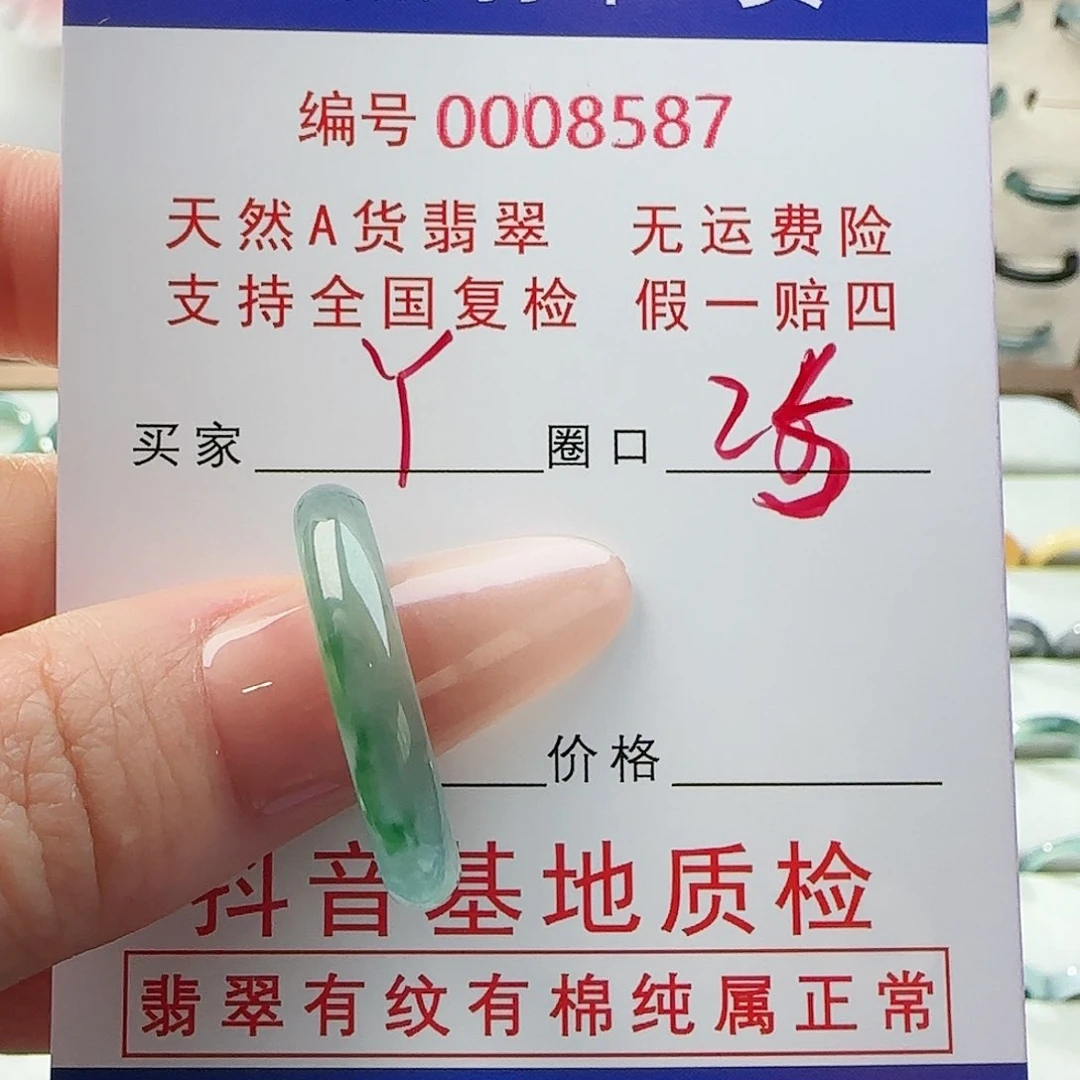 编号 0008587
天然A货翡翠 无运费险
支持全国复检 假一赔四
买家 丫 圈口
价格
抖音基地质检
翡翠有纹有棉纯属正常